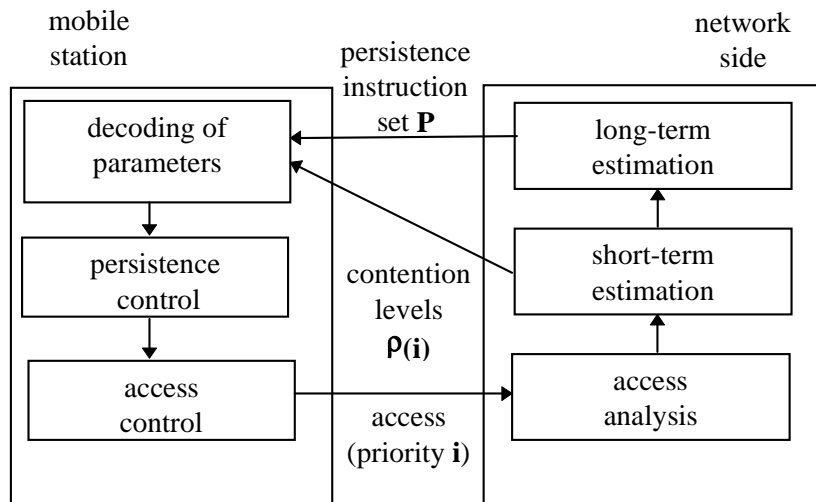 mobile
station
network
side
persistence
instruction
set P
decoding of
parameters
long-term
estimation
persistence
control
contention
levels
ρ(i)
short-term
estimation
access
control
access
(priority i)
access
analysis